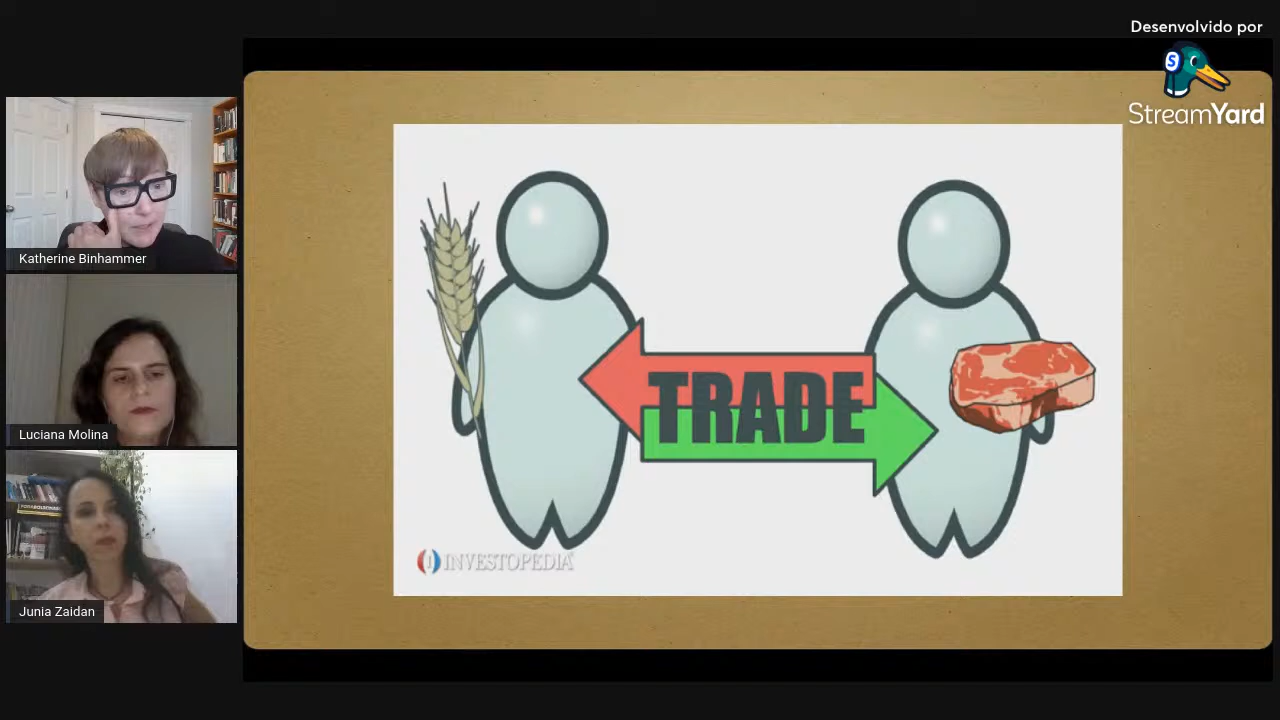 Desenvolvido por
StreamYard
Katherine Binhammer
Luciana Molina
Junia Zaidan
TRADE
INVESTOPEDIA